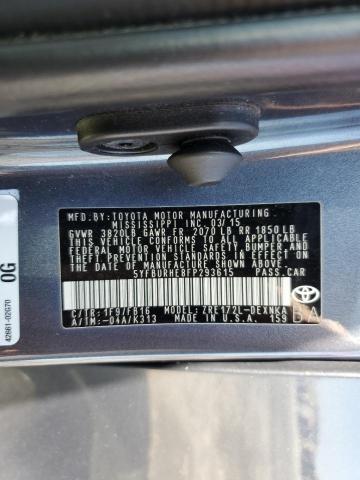 MFD. BY: TOYOTA MOTOR MANUFACTURING
MISSISSIPPI INC 03/15
GVWR 3820LB GAWR FR 2070 LB RR 1850 LB
THIS VEHICLE CONFORMS TO ALL APPLICABLE
FEDERAL MOTOR VEHICLE SAFETY BUMPER AND
THEFT PREVENTION STANDARDS IN EFFECT ON
THE DATE OF MANUFACTURE SHOWN ABOVE.
5YFBURHE8FP293615 PASS.CAR
C/TR:1F9/FB16 MODEL: ZRE172L-DEXNKA
A/TM:-04A/K313 MADE IN U.S.A. 159
BA
0G
42661-02G70